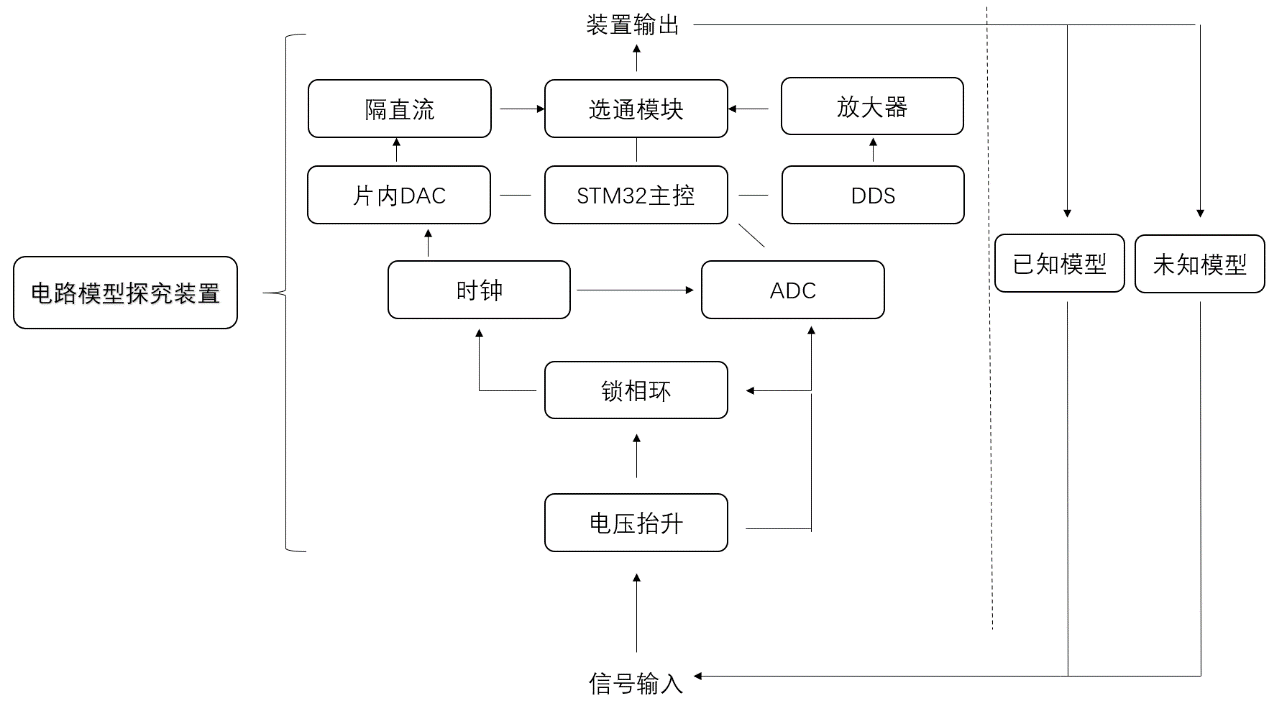 装置输出
隔直流
选通模块
放大器
片内DAC
STM32主控
DDS
已知模型
未知模型
电路模型探究装置
时钟
ADC
锁相环
电压抬升
信号输入